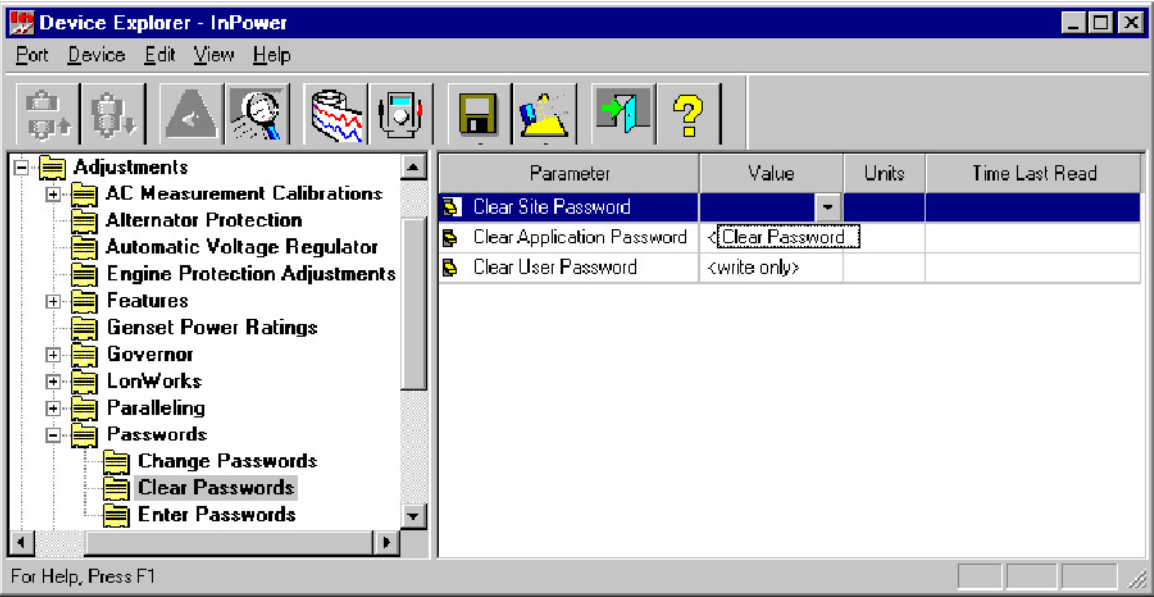 Device Explorer - InPower
Port Device Edit View Help
Adjustments
AC Measurement Calibrations
Alternator Protection
Automatic Voltage Regulator
Engine Protection Adjustments
Features
Genset Power Ratings
Governor
LonWorks
Paralleling
Passwords
Change Passwords
Clear Passwords
Enter Passwords
Parameter Value Units Time Last Read
Clear Site Password
Clear Application Password < Clear Password
Clear User Password <write only>
For Help, Press F1